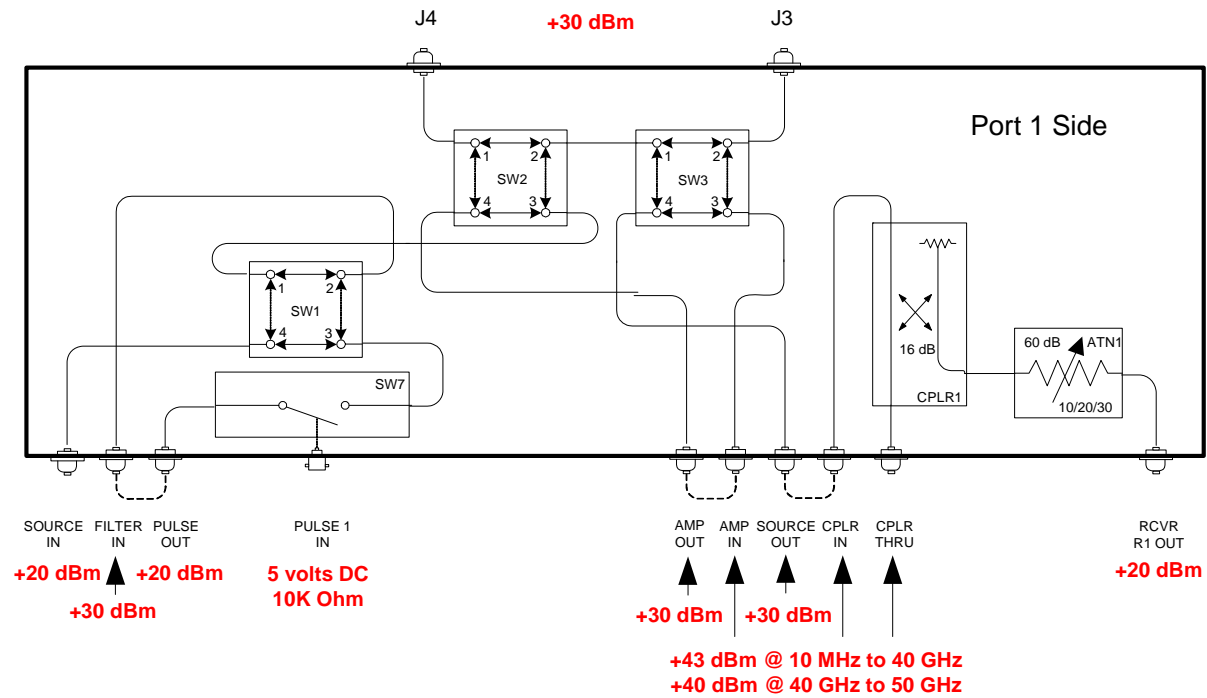 J4
+30 dBm
J3
Port 1 Side
1
2
SW2
4
3
1
2
SW3
4
3
1
2
SW1
4
3
16 dB
CPLR1
60 dB
ATN1
10/20/30
SW7
SOURCE
IN
FILTER
IN
PULSE
OUT
PULSE 1
IN
AMP
OUT
AMP
IN
SOURCE
OUT
CPLR
IN
CPLR
THRU
RCVR
R1 OUT
+20 dBm
+20 dBm
+30 dBm
5 volts DC
10K Ohm
+20 dBm
+30 dBm
+30 dBm
+43 dBm @ 10 MHz to 40 GHz
+40 dBm @ 40 GHz to 50 GHz